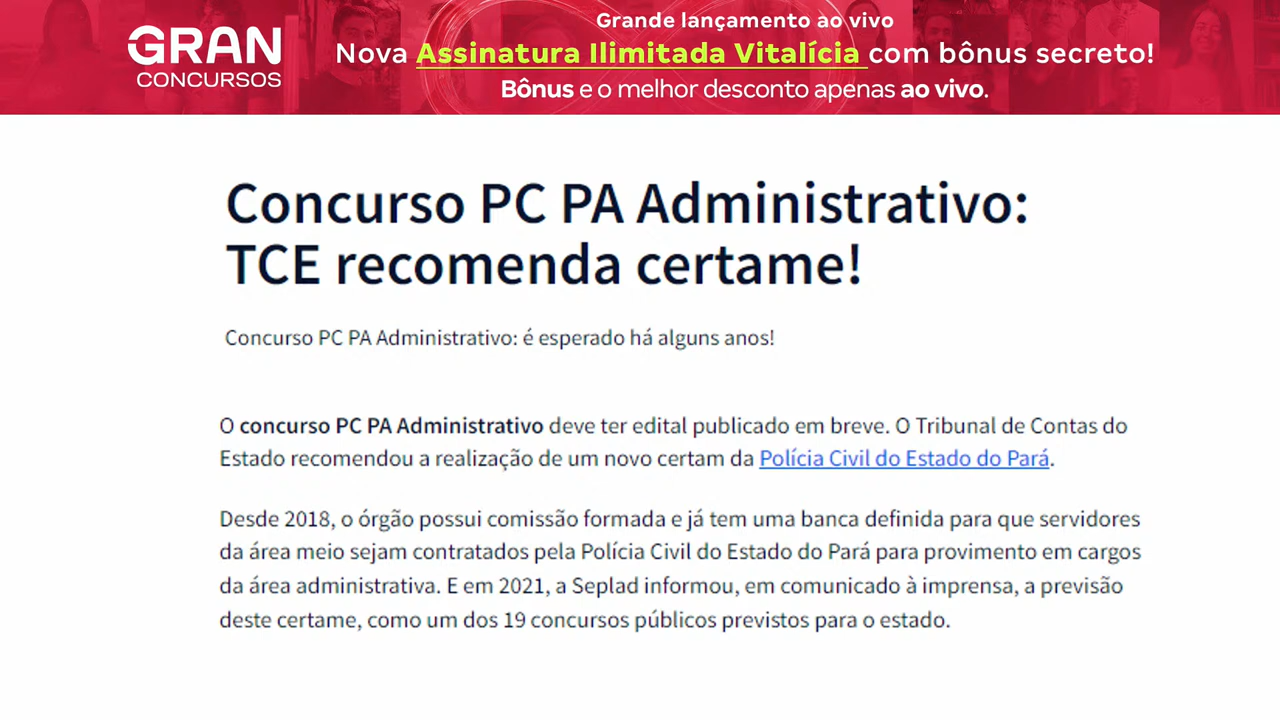 GRAN
CONCURSOS
Grande lançamento ao vivo
Nova Assinatura Ilimitada Vitalícia com bônus secreto!
Bônus e o melhor desconto apenas ao vivo.
Concurso PC PA Administrativo:
TCE recomenda certame!
Concurso PC PA Administrativo: é esperado há alguns anos!
O concurso PC PA Administrativo deve ter edital publicado em breve. O Tribunal de Contas do
Estado recomendou a realização de um novo certam da Polícia Civil do Estado do Pará.
Desde 2018, o órgão possui comissão formada e já tem uma banca definida para que servidores
da área meio sejam contratados pela Polícia Civil do Estado do Pará para provimento em cargos
da área administrativa. E em 2021, a Seplad informou, em comunicado à imprensa, a previsão
deste certame, como um dos 19 concursos públicos previstos para o estado.